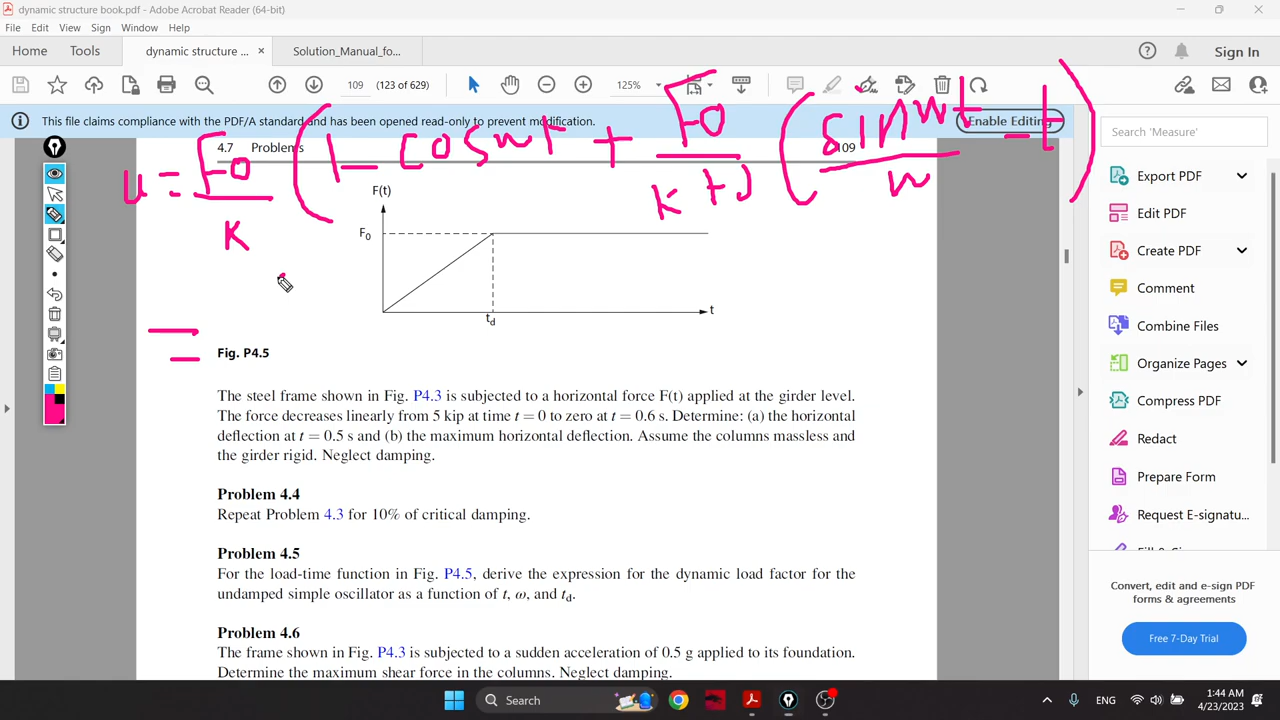 dynamic structure book.pdf - Adobe Acrobat Reader (64-bit)
File Edit View Sign Window Help
Home Tools dynamic structure ... × Solution_Manual_fo... Sign In
109 (123 of 629) 125%
This file claims compliance with the PDF/A standard and has been opened read-only to prevent modification. Enable Editing
4.7 Problems 109
u = F0/k (1 - cos wt + F0/k td (sin wt/w - t)
F(t)
F0
t
td
Fig. P4.5
The steel frame shown in Fig. P4.3 is subjected to a horizontal force F(t) applied at the girder level.
The force decreases linearly from 5 kip at time t = 0 to zero at t = 0.6 s. Determine: (a) the horizontal
deflection at t = 0.5 s and (b) the maximum horizontal deflection. Assume the columns massless and
the girder rigid. Neglect damping.
Problem 4.4
Repeat Problem 4.3 for 10% of critical damping.
Problem 4.5
For the load-time function in Fig. P4.5, derive the expression for the dynamic load factor for the
undamped simple oscillator as a function of t, ω, and td.
Problem 4.6
The frame shown in Fig. P4.3 is subjected to a sudden acceleration of 0.5 g applied to its foundation.
Determine the maximum shear force in the columns. Neglect damping.
Search 'Measure'
Export PDF
Edit PDF
Create PDF
Comment
Combine Files
Organize Pages
Compress PDF
Redact
Prepare Form
Request E-signatu...
Convert, edit and e-sign PDF
forms & agreements
Free 7-Day Trial
Search
ENG
1:44 AM
4/23/2023